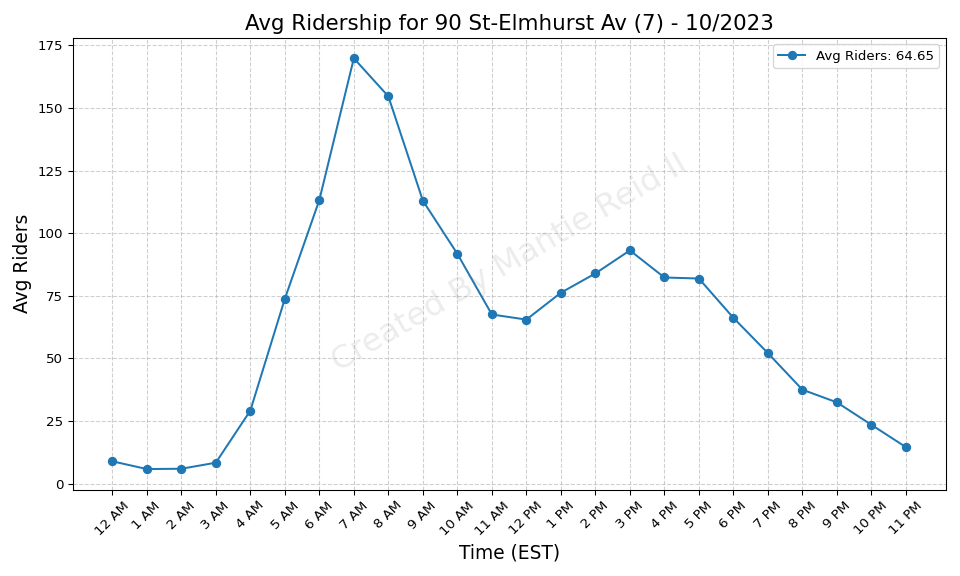 Avg Ridership for 90 St-Elmhurst Av (7) - 10/2023
Avg Riders: 64.65
175
150
125
100
75
50
25
0
Avg Riders
Created By Mantie Reid II
12 AM
1 AM
2 AM
3 AM
4 AM
5 AM
6 AM
7 AM
8 AM
9 AM
10 AM
11 AM
12 PM
1 PM
2 PM
3 PM
4 PM
5 PM
6 PM
7 PM
8 PM
9 PM
10 PM
11 PM
Time (EST)